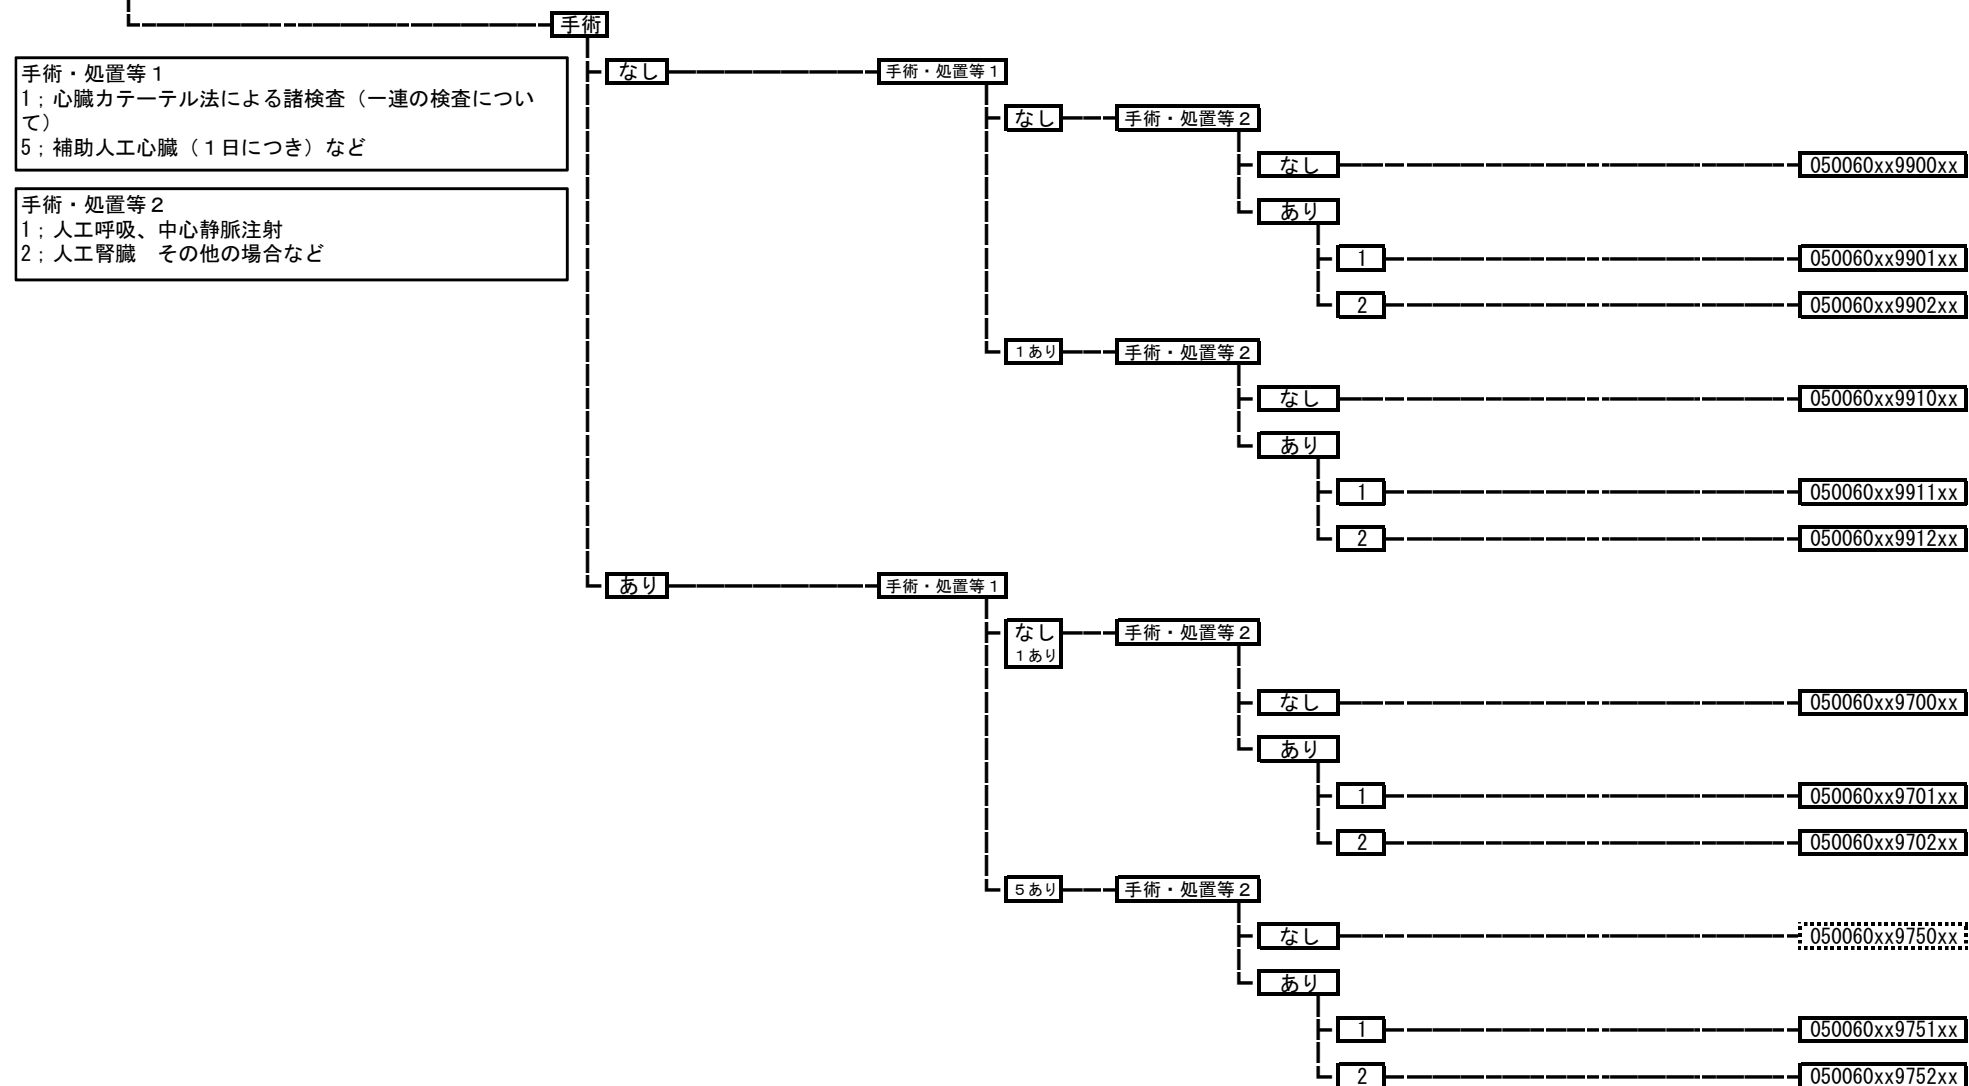 手術
手術・処置等１
1；心臓カテーテル法による諸検査（一連の検査につい
て）
5；補助人工心臓（１日につき）など
手術・処置等２
1；人工呼吸、中心静脈注射
2；人工腎臓　その他の場合など
なし
手術・処置等１
なし
手術・処置等２
なし
050060xx9900xx
あり
1
050060xx9901xx
2
050060xx9902xx
１あり
手術・処置等２
なし
050060xx9910xx
あり
1
050060xx9911xx
2
050060xx9912xx
あり
手術・処置等１
なし
１あり
手術・処置等２
なし
050060xx9700xx
あり
1
050060xx9701xx
2
050060xx9702xx
５あり
手術・処置等２
なし
050060xx9750xx
あり
1
050060xx9751xx
2
050060xx9752xx